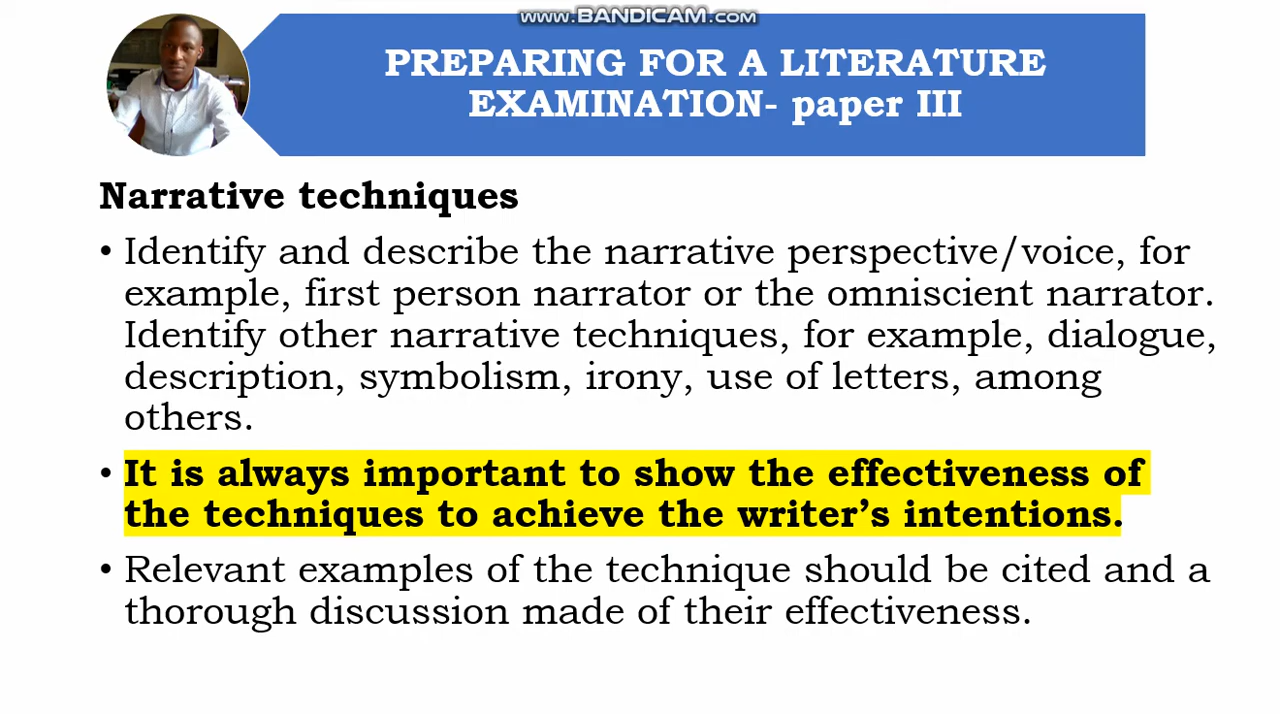 www.BANDICAM.com
PREPARING FOR A LITERATURE
EXAMINATION- paper III
Narrative techniques
• Identify and describe the narrative perspective/voice, for
example, first person narrator or the omniscient narrator.
Identify other narrative techniques, for example, dialogue,
description, symbolism, irony, use of letters, among
others.
• It is always important to show the effectiveness of
the techniques to achieve the writer’s intentions.
• Relevant examples of the technique should be cited and a
thorough discussion made of their effectiveness.